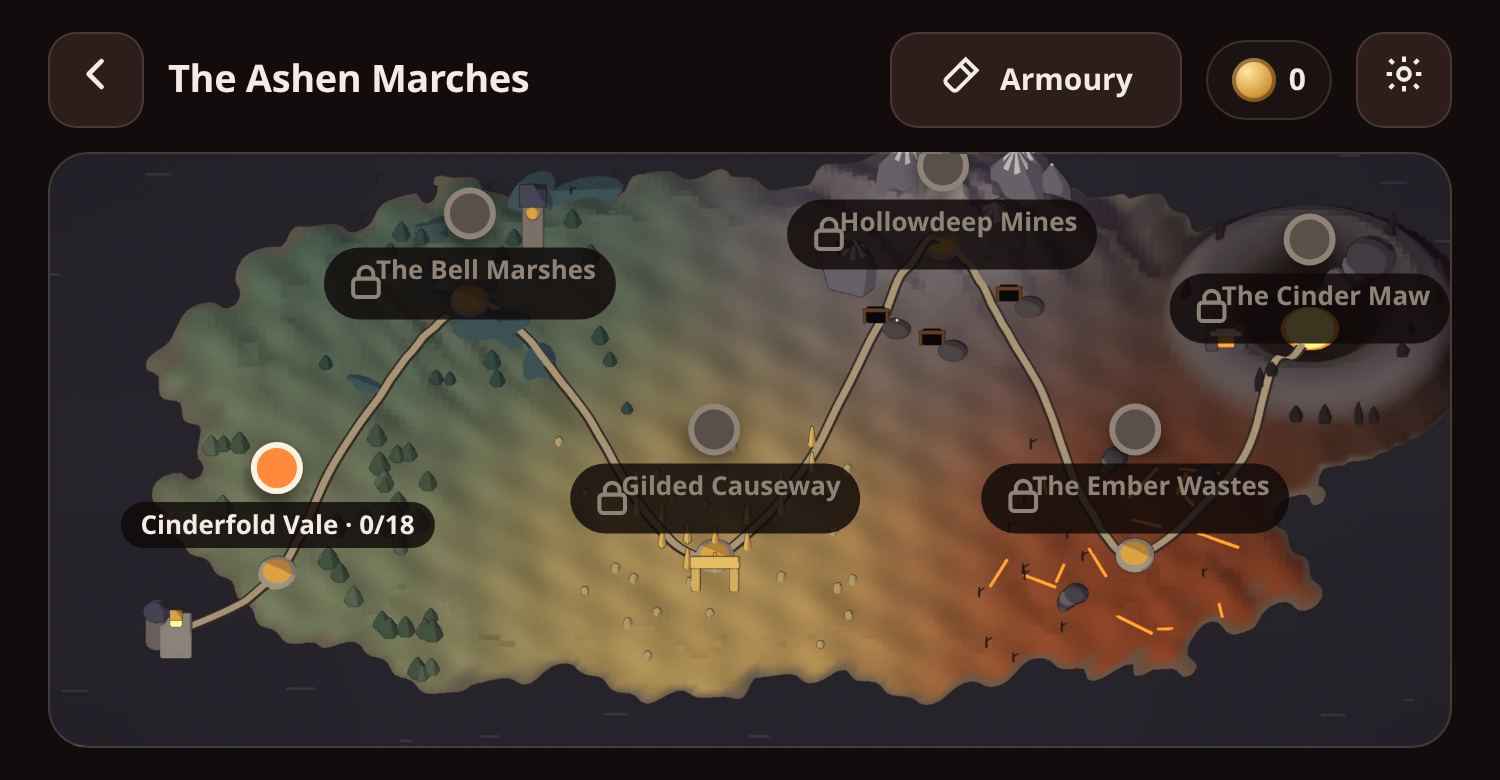 The Ashen Marches
Armoury
0
The Bell Marshes
Hollowdeep Mines
The Cinder Maw
Cinderfold Vale · 0/18
Gilded Causeway
The Ember Wastes